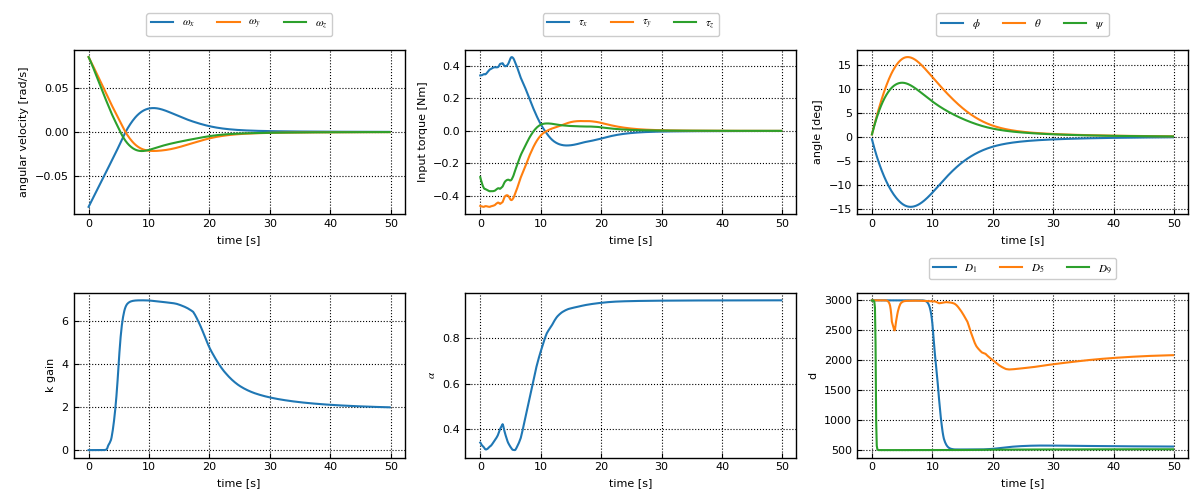 ωₓ ωᵧ ω_z
0.05
0.00
−0.05
angular velocity [rad/s]
0 10 20 30 40 50
time [s]
τₓ τᵧ τ_z
0.4
0.2
0.0
−0.2
−0.4
Input torque [Nm]
0 10 20 30 40 50
time [s]
ϕ θ ψ
15
10
5
0
−5
−10
−15
angle [deg]
0 10 20 30 40 50
time [s]
6
4
2
0
k gain
0 10 20 30 40 50
time [s]
0.8
0.6
0.4
α
0 10 20 30 40 50
time [s]
D₁ D₅ D₉
3000
2500
2000
1500
1000
500
d
0 10 20 30 40 50
time [s]